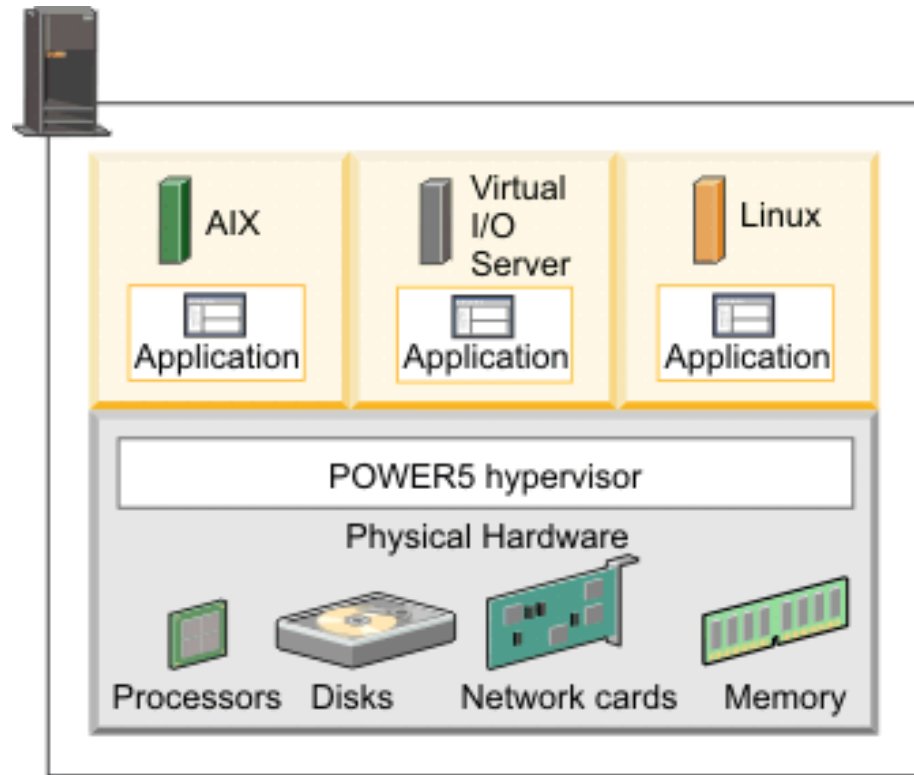 AIX
Virtual
I/O
Server
Linux
Application
Application
Application
POWER5 hypervisor
Physical Hardware
Processors
Disks
Network cards
Memory